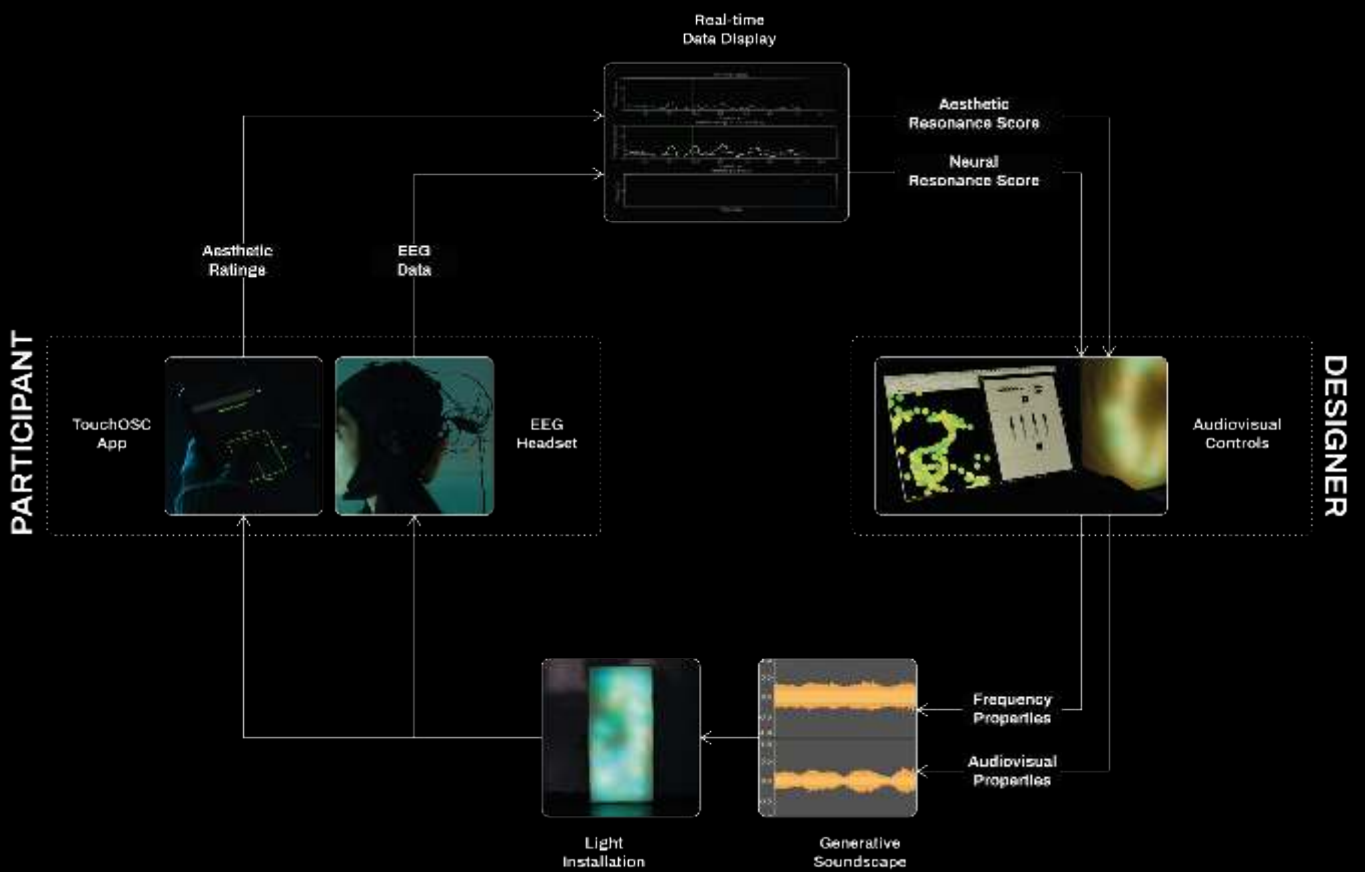 Real-time
Data Display
Aesthetic
Resonance Score
Neural
Resonance Score
Aesthetic
Ratings
EEG
Data
PARTICIPANT
TouchOSC
App
EEG
Headset
Audiovisual
Controls
DESIGNER
Frequency
Properties
Audiovisual
Properties
Light
Installation
Generative
Soundscape